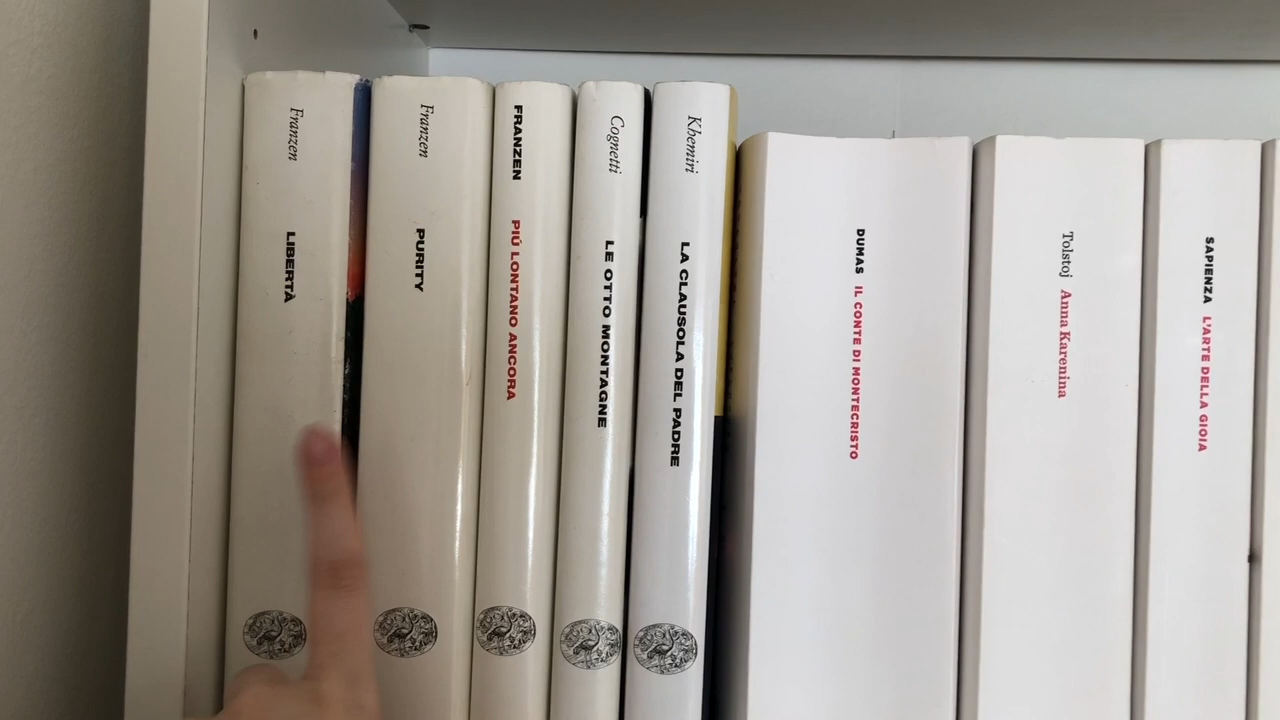 Franzen LIBERTÀ
Franzen PURITY
FRANZEN PIÚ LONTANO ANCORA
Cognetti LE OTTO MONTAGNE
Khemiri LA CLAUSOLA DEL PADRE
DUMAS IL CONTE DI MONTECRISTO
Tolstoj Anna Karenina
SAPIENZA L'ARTE DELLA GIOIA